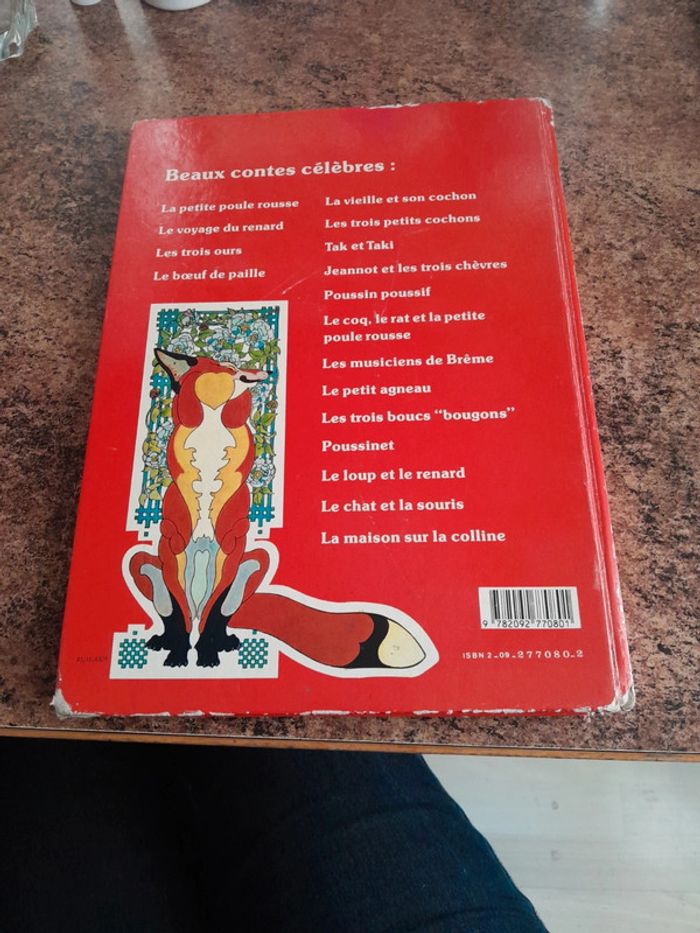 Beaux contes célèbres :
La petite poule rousse
Le voyage du renard
Les trois ours
Le bœuf de paille
La vieille et son cochon
Les trois petits cochons
Tak et Taki
Jeannot et les trois chèvres
Poussin poussif
Le coq, le rat et la petite
poule rousse
Les musiciens de Brême
Le petit agneau
Les trois boucs "bougons"
Poussinet
Le loup et le renard
Le chat et la souris
La maison sur la colline
9 782092 770801
ISBN 2-09-277080-2